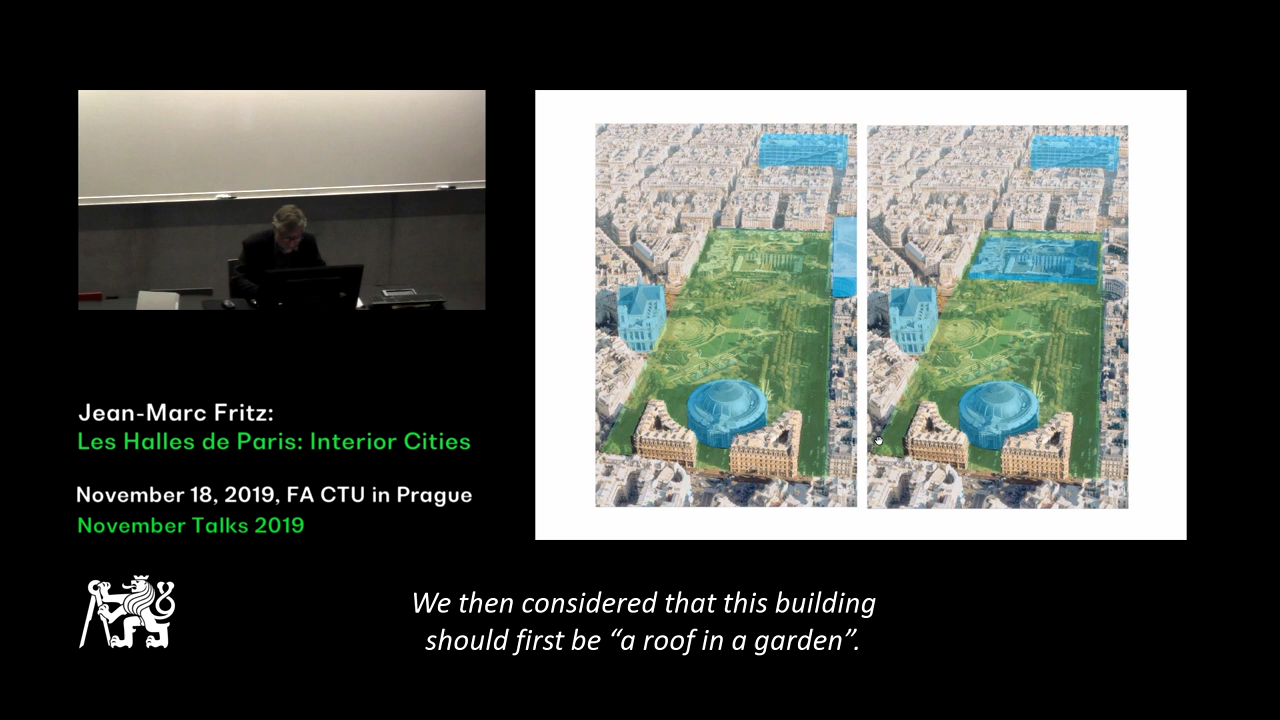 Jean-Marc Fritz:
Les Halles de Paris: Interior Cities
November 18, 2019, FA CTU in Prague
November Talks 2019
We then considered that this building
should first be “a roof in a garden”.